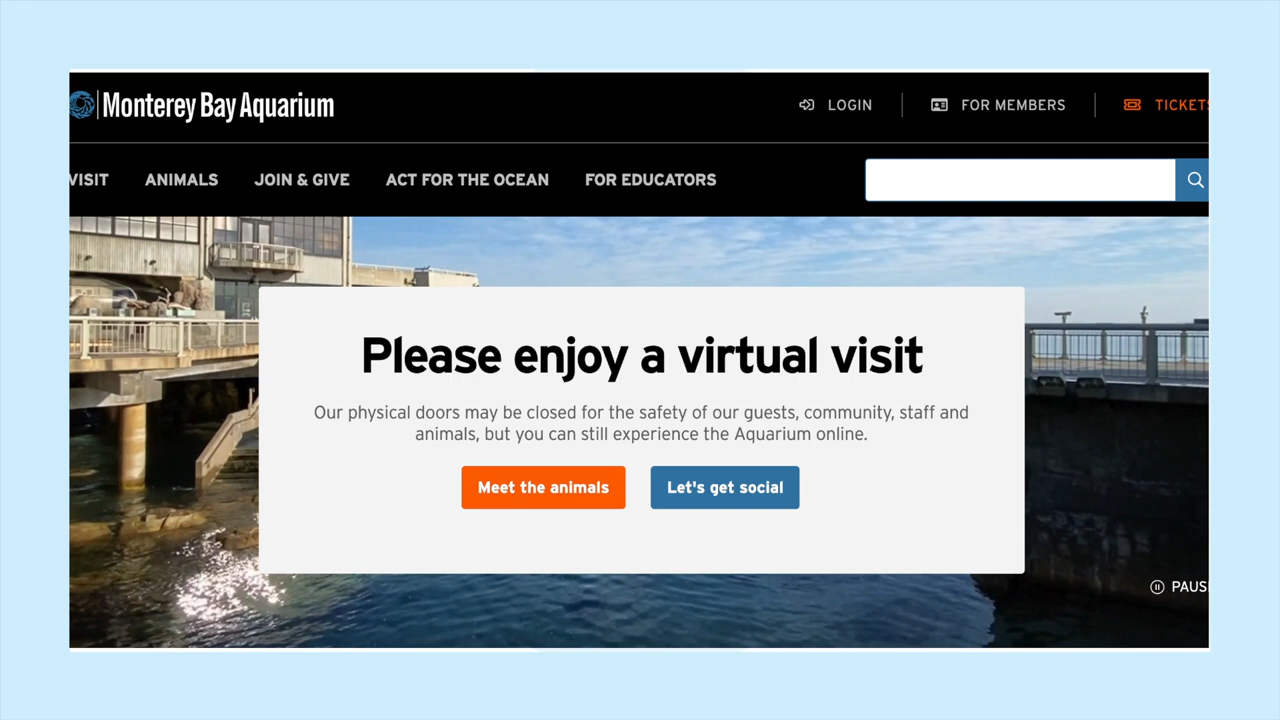 Monterey Bay Aquarium
LOGIN
FOR MEMBERS
TICKETS
VISIT
ANIMALS
JOIN & GIVE
ACT FOR THE OCEAN
FOR EDUCATORS
Please enjoy a virtual visit
Our physical doors may be closed for the safety of our guests, community, staff and
animals, but you can still experience the Aquarium online.
Meet the animals
Let's get social
PAUS